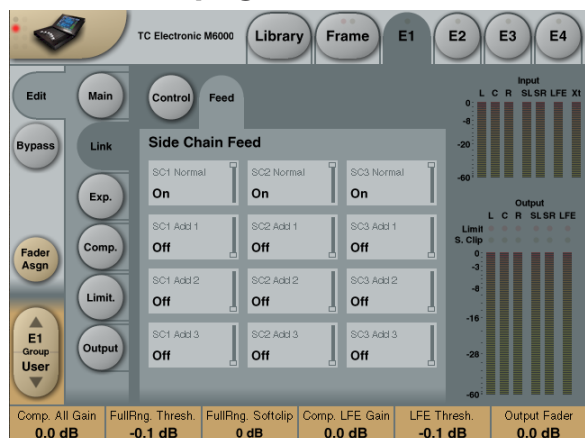 TC Electronic M6000
Library
Frame
E1
E2
E3
E4
Edit
Main
Control
Feed
Input
L C R SL SR LFE Xt
0
-8
-20
-60
Bypass
Link
Side Chain Feed
SC1 Normal
On
SC2 Normal
On
SC3 Normal
On
Exp.
SC1 Add 1
Off
SC2 Add 1
Off
SC3 Add 1
Off
Output
L C R SL SR LFE
Limit
S. Clip
0
-3
-8
-16
-28
-60
Fader
Asgn
Comp.
SC1 Add 2
Off
SC2 Add 2
Off
SC3 Add 2
Off
Limit.
E1
Group
User
Output
SC1 Add 3
Off
SC2 Add 3
Off
SC3 Add 3
Off
Comp. All Gain
0.0 dB
FullRng. Thresh.
-0.1 dB
FullRng. Softclip
0 dB
Comp. LFE Gain
0.0 dB
LFE Thresh.
-0.1 dB
Output Fader
0.0 dB